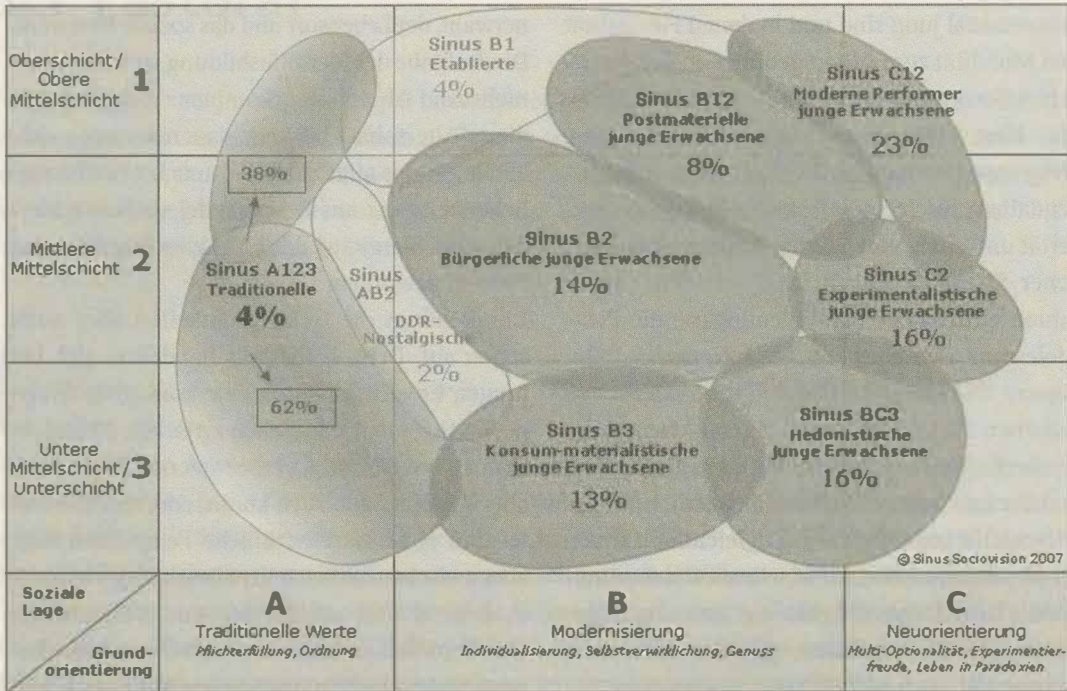 Oberschicht/
Obere
Mittelschicht
1
Sinus B1
Etablierte
4%
Sinus B12
Postmaterielle
junge Erwachsene
8%
Sinus C12
Moderne Performer
junge Erwachsene
23%
38%
Mittlere
Mittelschicht
2
Sinus A123
Traditionelle
4%
Sinus
AB2
DDR-
Nostalgische
2%
Sinus B2
Bürgerliche junge Erwachsene
14%
Sinus C2
Experimentalistische
junge Erwachsene
16%
62%
Untere
Mittelschicht/
Unterschicht
3
Sinus B3
Konsum-materialistische
junge Erwachsene
13%
Sinus BC3
Hedonistische
junge Erwachsene
16%
© Sinus Sociovision 2007
Soziale
Lage
Grund-
orientierung
A
Traditionelle Werte
Pflichterfüllung, Ordnung
B
Modernisierung
Individualisierung, Selbstverwirklichung, Genuss
C
Neuorientierung
Multi-Optionalität, Experimentier-
freude, Leben in Paradoxien